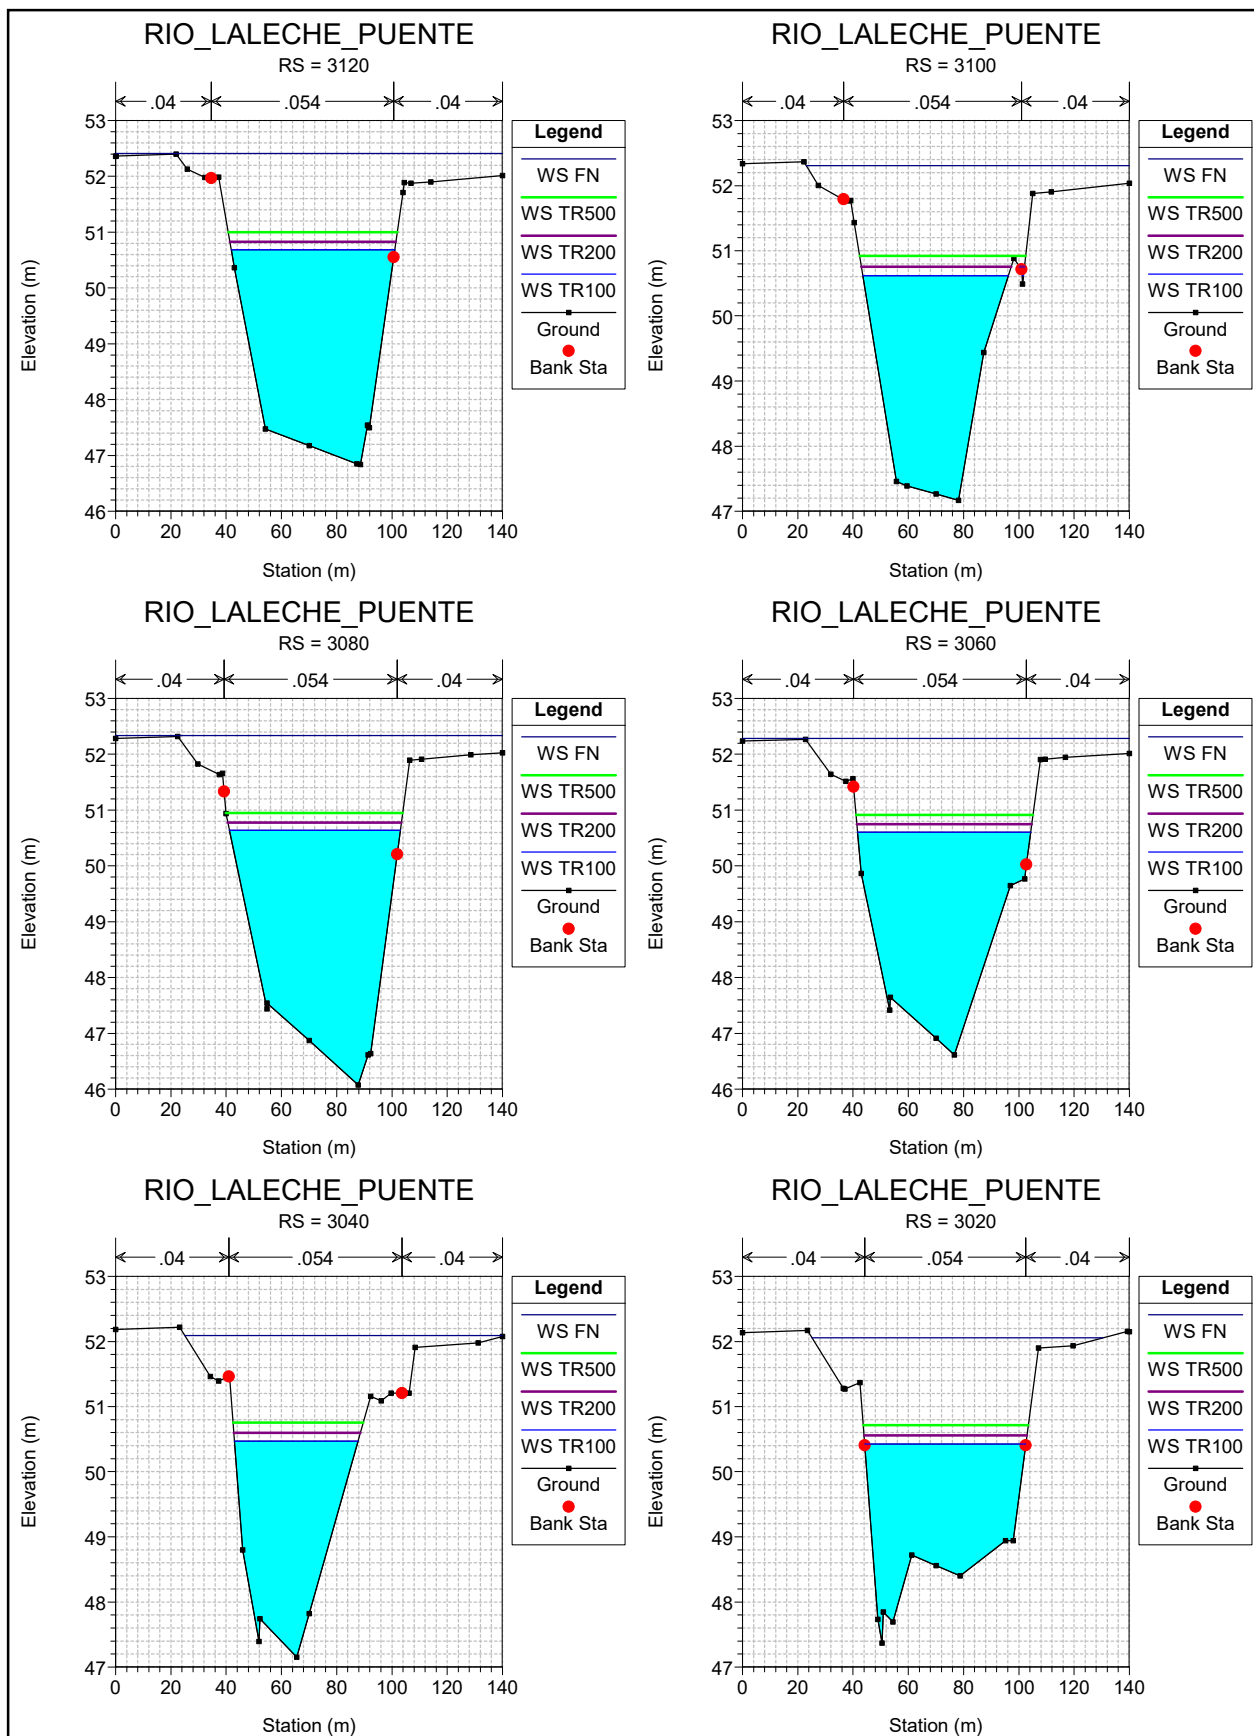 RIO_LALECHE_PUENTE
RS = 3120
.04 .054 .04
53
52
51
50
49
48
47
46
0 20 40 60 80 100 120 140
Station (m)
Elevation (m)
Legend
WS FN
WS TR500
WS TR200
WS TR100
Ground
Bank Sta
RIO_LALECHE_PUENTE
RS = 3100
.04 .054 .04
53
52
51
50
49
48
47
0 20 40 60 80 100 120 140
Station (m)
Elevation (m)
Legend
WS FN
WS TR500
WS TR200
WS TR100
Ground
Bank Sta
RIO_LALECHE_PUENTE
RS = 3080
.04 .054 .04
53
52
51
50
49
48
47
46
0 20 40 60 80 100 120 140
Station (m)
Elevation (m)
Legend
WS FN
WS TR500
WS TR200
WS TR100
Ground
Bank Sta
RIO_LALECHE_PUENTE
RS = 3060
.04 .054 .04
53
52
51
50
49
48
47
46
0 20 40 60 80 100 120 140
Station (m)
Elevation (m)
Legend
WS FN
WS TR500
WS TR200
WS TR100
Ground
Bank Sta
RIO_LALECHE_PUENTE
RS = 3040
.04 .054 .04
53
52
51
50
49
48
47
0 20 40 60 80 100 120 140
Station (m)
Elevation (m)
Legend
WS FN
WS TR500
WS TR200
WS TR100
Ground
Bank Sta
RIO_LALECHE_PUENTE
RS = 3020
.04 .054 .04
53
52
51
50
49
48
47
0 20 40 60 80 100 120 140
Station (m)
Elevation (m)
Legend
WS FN
WS TR500
WS TR200
WS TR100
Ground
Bank Sta